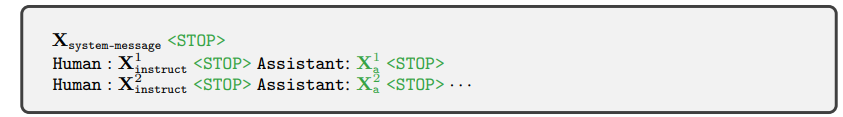 X_system-message <STOP>
Human : X^1_instruct <STOP> Assistant: X^1_a <STOP>
Human : X^2_instruct <STOP> Assistant: X^2_a <STOP> ···